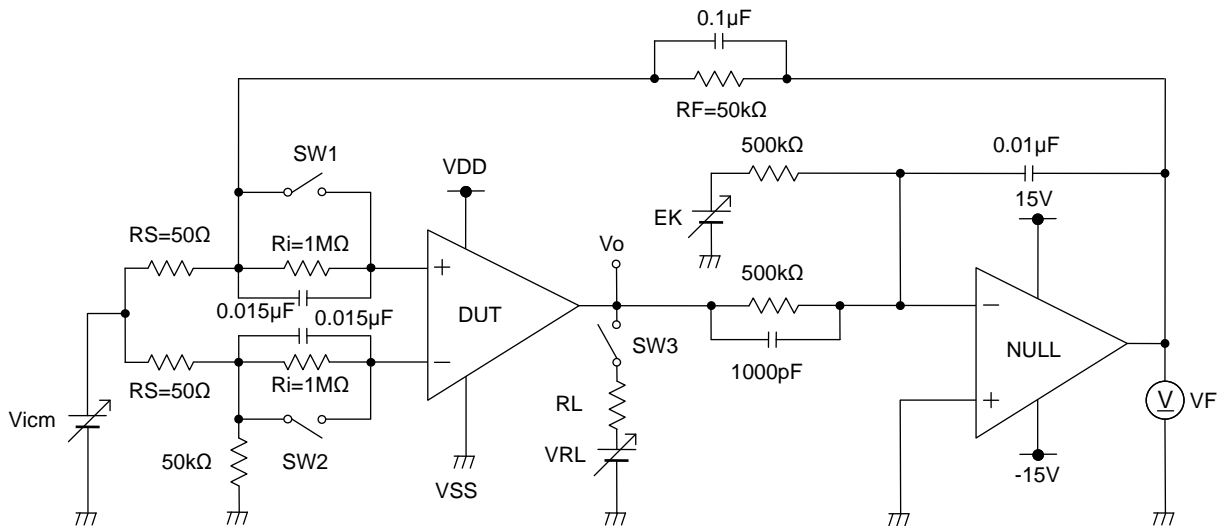 0.1µF
RF=50kΩ
SW1
VDD
500kΩ
0.01µF
15V
EK
RS=50Ω
Ri=1MΩ
Vo
500kΩ
+
0.015µF
0.015µF
DUT
−
SW3
1000pF
−
NULL
+
V
VF
RS=50Ω
Ri=1MΩ
Vicm
RL
SW2
50kΩ
VRL
VSS
-15V